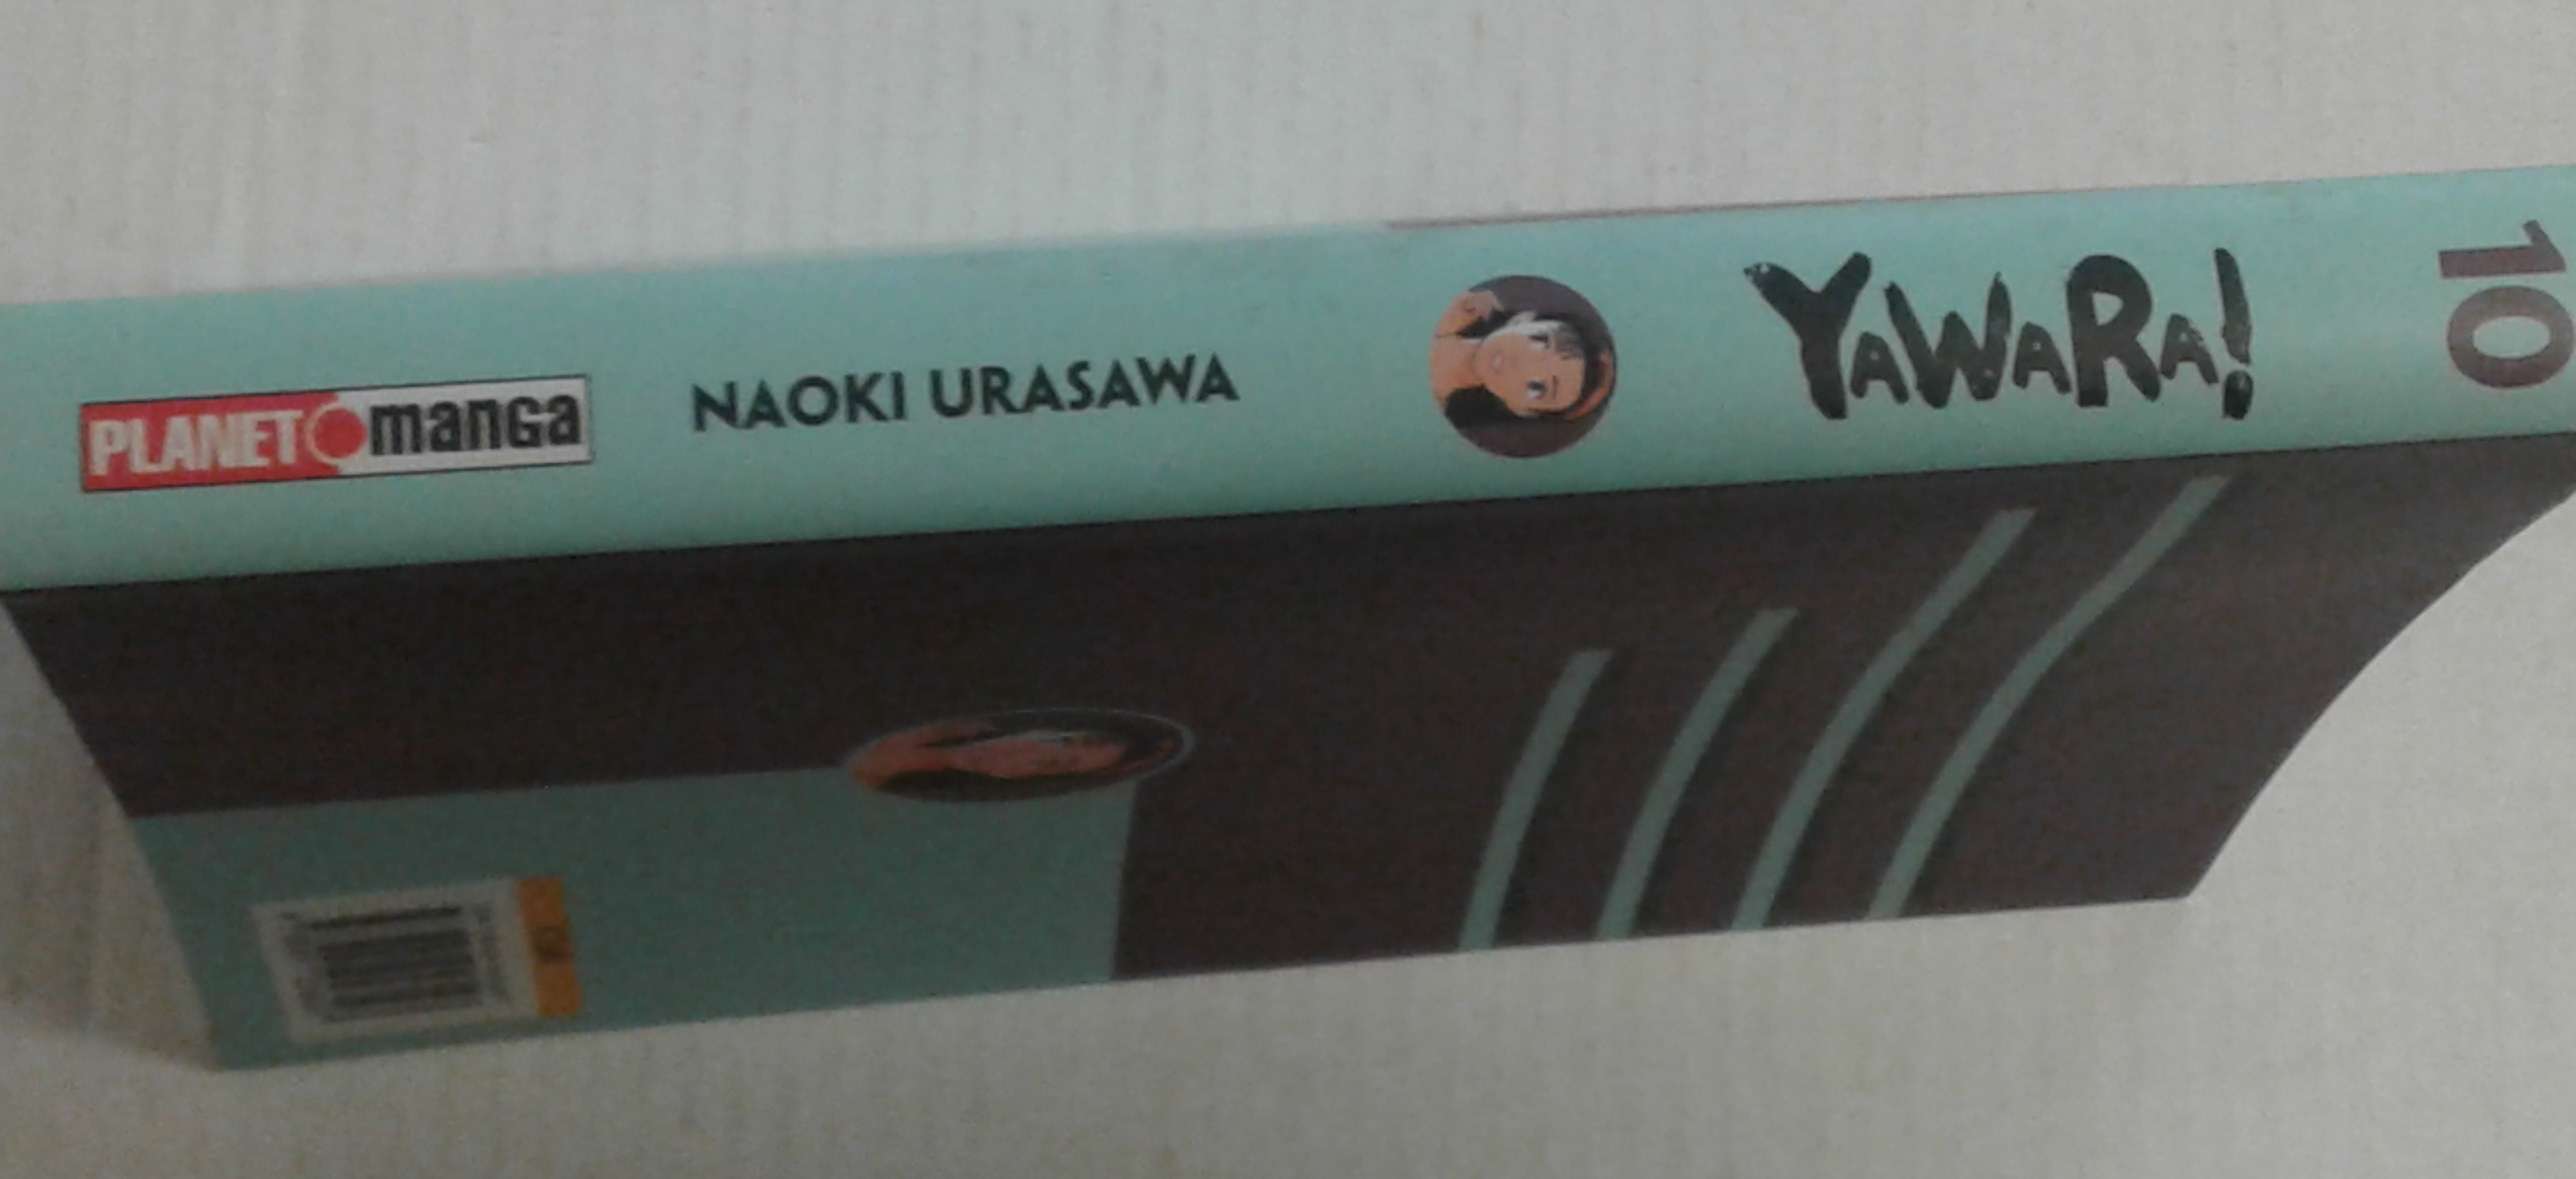 PLANET manga
NAOKI URASAWA
YAWARA!
10